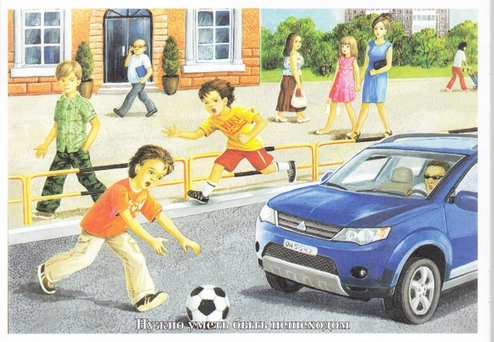 Нужно уметь быть пешеходом